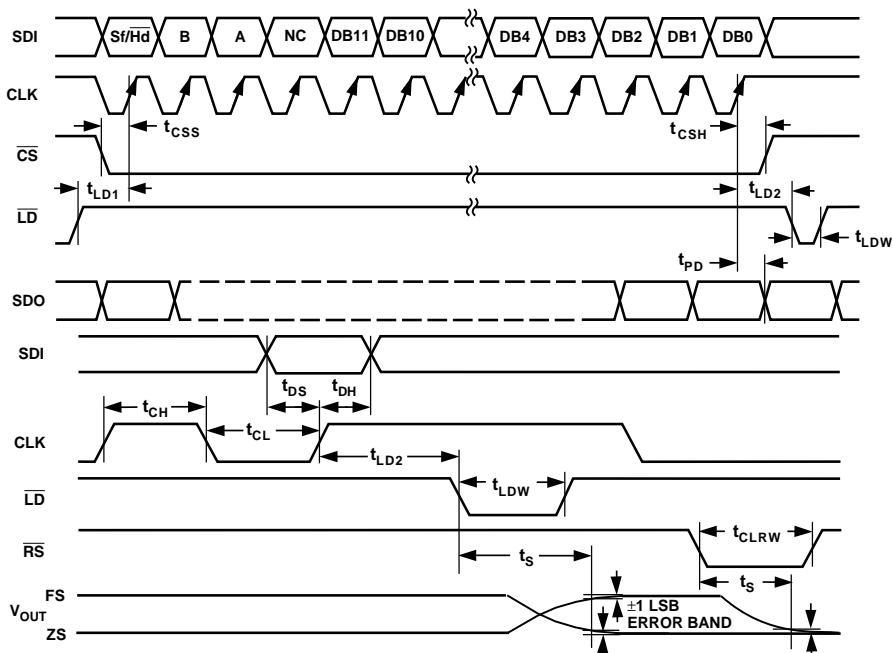 SDI Sf/Hd B A NC DB11 DB10 DB4 DB3 DB2 DB1 DB0
CLK
tCSS tCSH
CS
tLD1 tLD2
LD
tLDW
tPD
SDO
SDI
tDS tDH
tCH
tCL
CLK
tLD2
tLDW
LD
tCLRW
RS
tS tS
FS
±1 LSB
VOUT
ERROR BAND
ZS